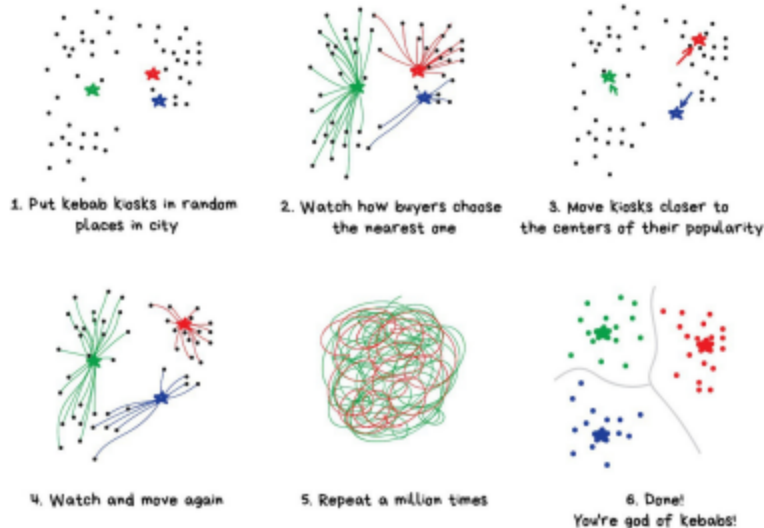 1. Put kebab kiosks in random
places in city
2. Watch how buyers choose
the nearest one
3. Move kiosks closer to
the centers of their popularity
4. Watch and move again
5. Repeat a million times
6. Done!
You're god of kebabs!